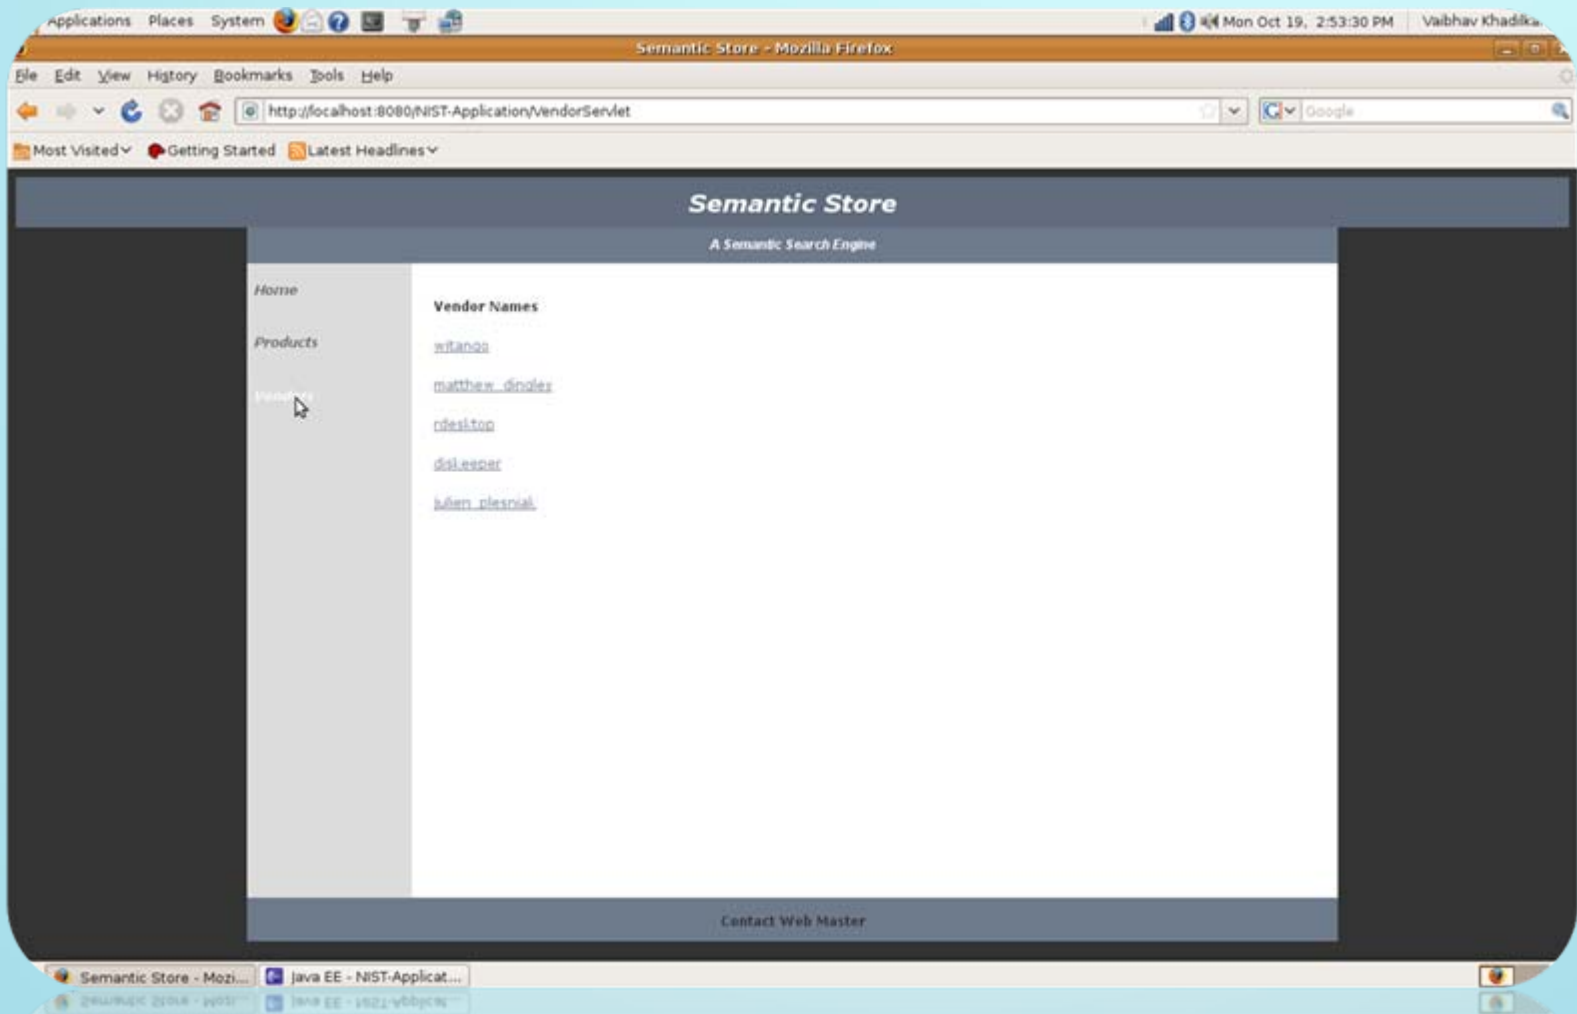 Applications Places System Mon Oct 19, 2:53:30 PM Vaibhav Khadilka
Semantic Store - Mozilla Firefox
File Edit View History Bookmarks Tools Help
http://localhost:8080/NIST-Application/VendorServlet Google
Most Visited Getting Started Latest Headlines
Semantic Store
A Semantic Search Engine
Home
Products
Vendors
Vendor Names
witango
matthew_dingley
rdesktop
diskeeper
julien_plesniak
Contact Web Master
Semantic Store - Mozi... Java EE - NIST-Applicat...